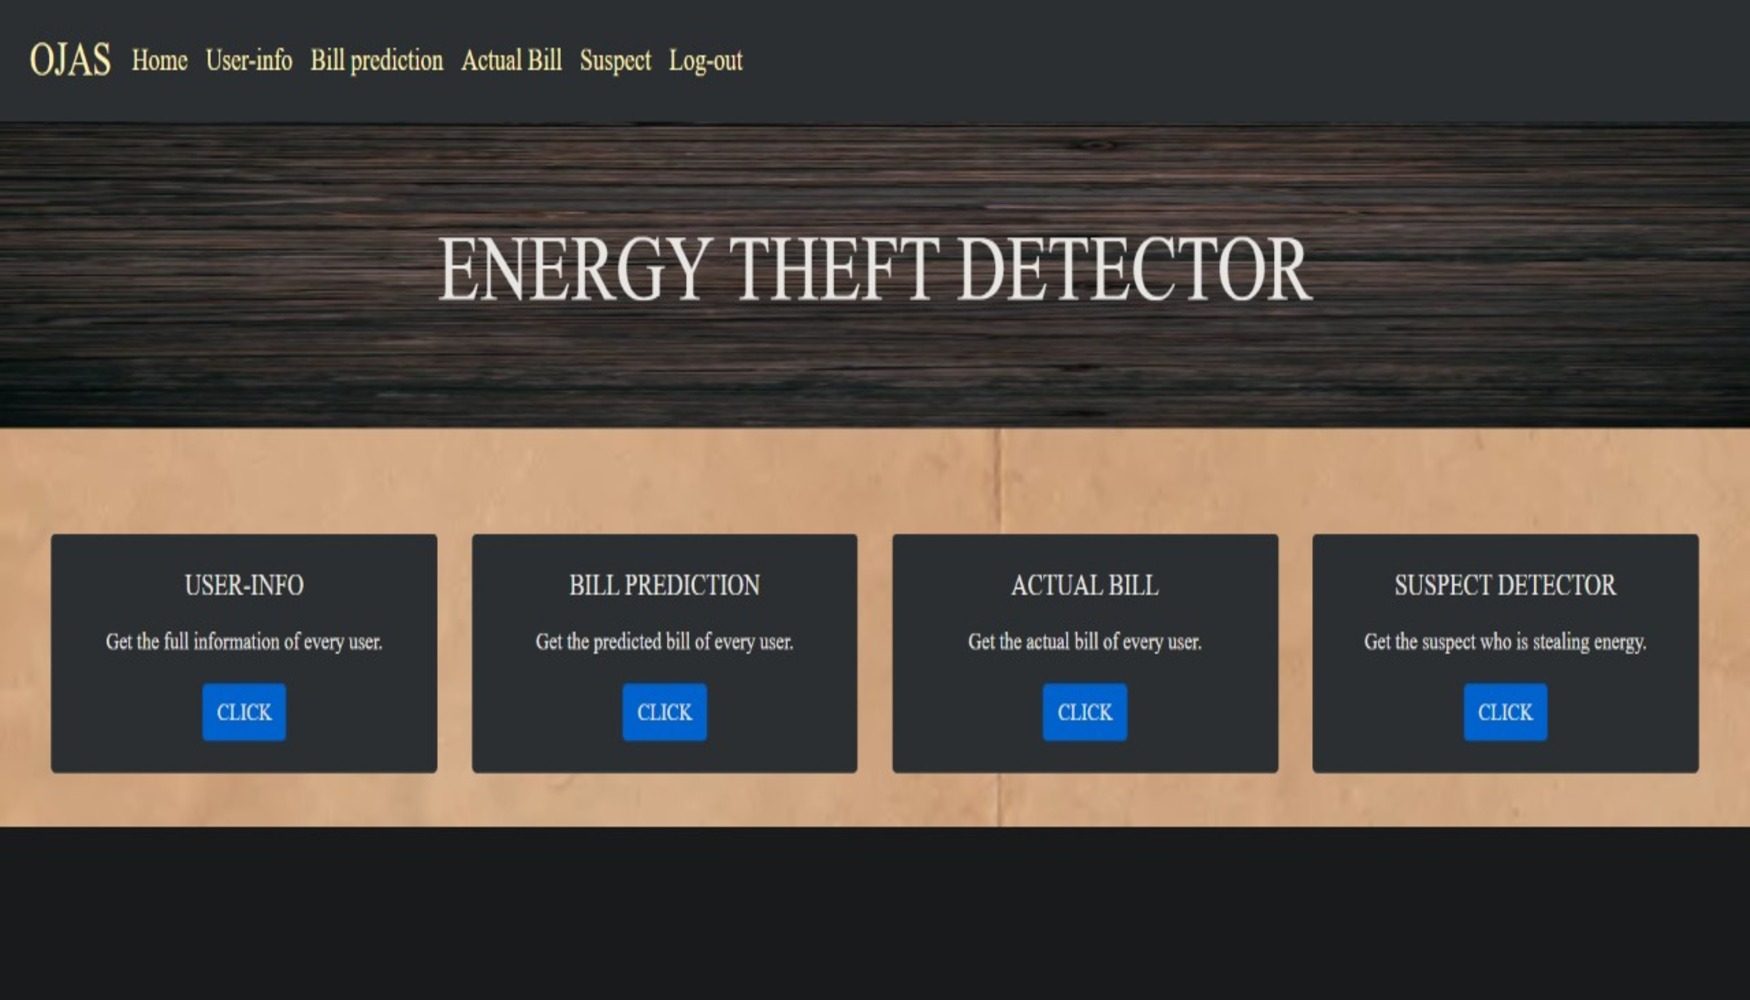 OJAS Home User-info Bill prediction Actual Bill Suspect Log-out
ENERGY THEFT DETECTOR
USER-INFO
Get the full information of every user.
CLICK
BILL PREDICTION
Get the predicted bill of every user.
CLICK
ACTUAL BILL
Get the actual bill of every user.
CLICK
SUSPECT DETECTOR
Get the suspect who is stealing energy.
CLICK